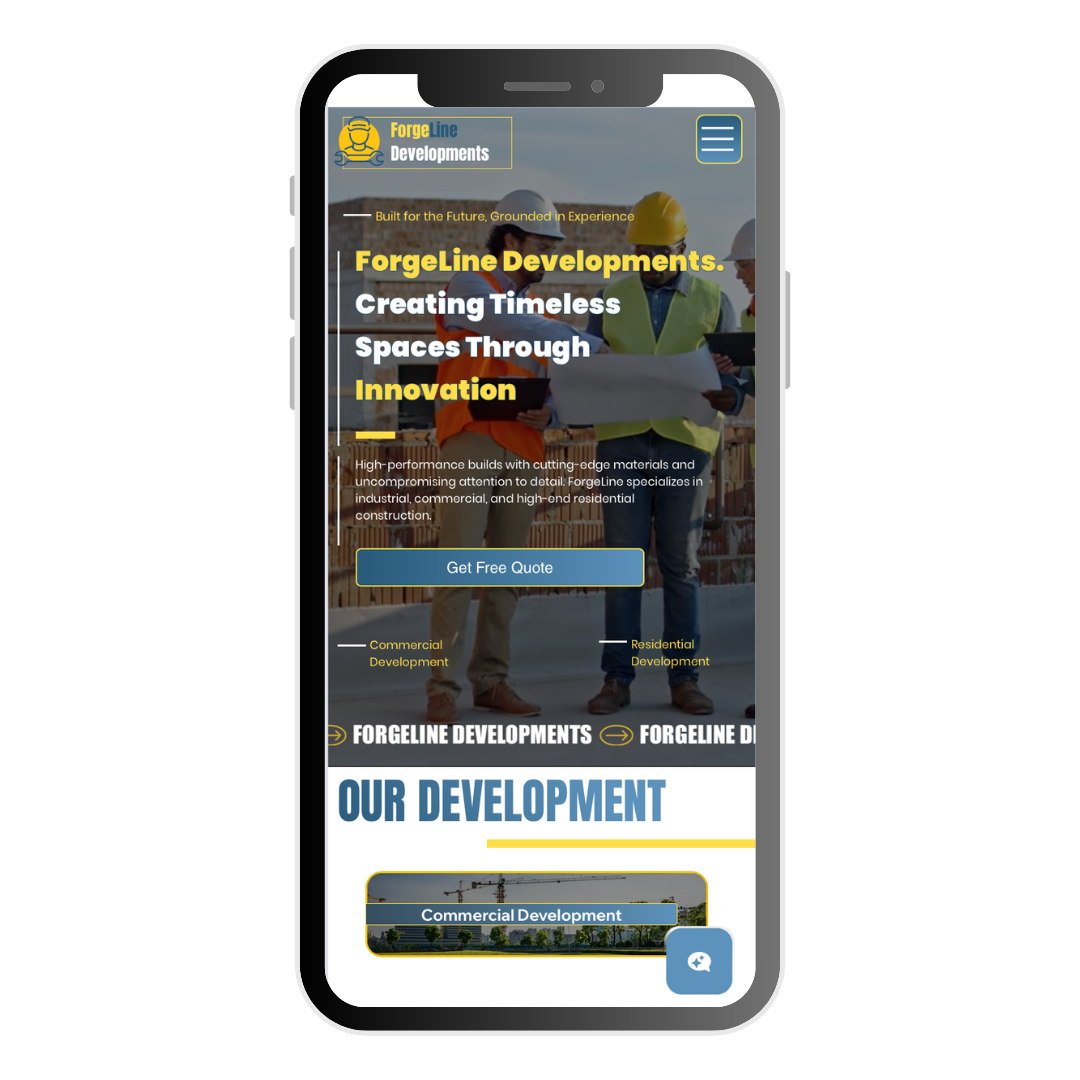 ForgeLine
Developments
Built for the Future, Grounded in Experience
ForgeLine Developments.
Creating Timeless
Spaces Through
Innovation
High-performance builds with cutting-edge materials and
uncompromising attention to detail. ForgeLine specializes in
industrial, commercial, and high-end residential
construction.
Get Free Quote
Commercial
Development
Residential
Development
FORGELINE DEVELOPMENTS FORGELINE D
OUR DEVELOPMENT
Commercial Development